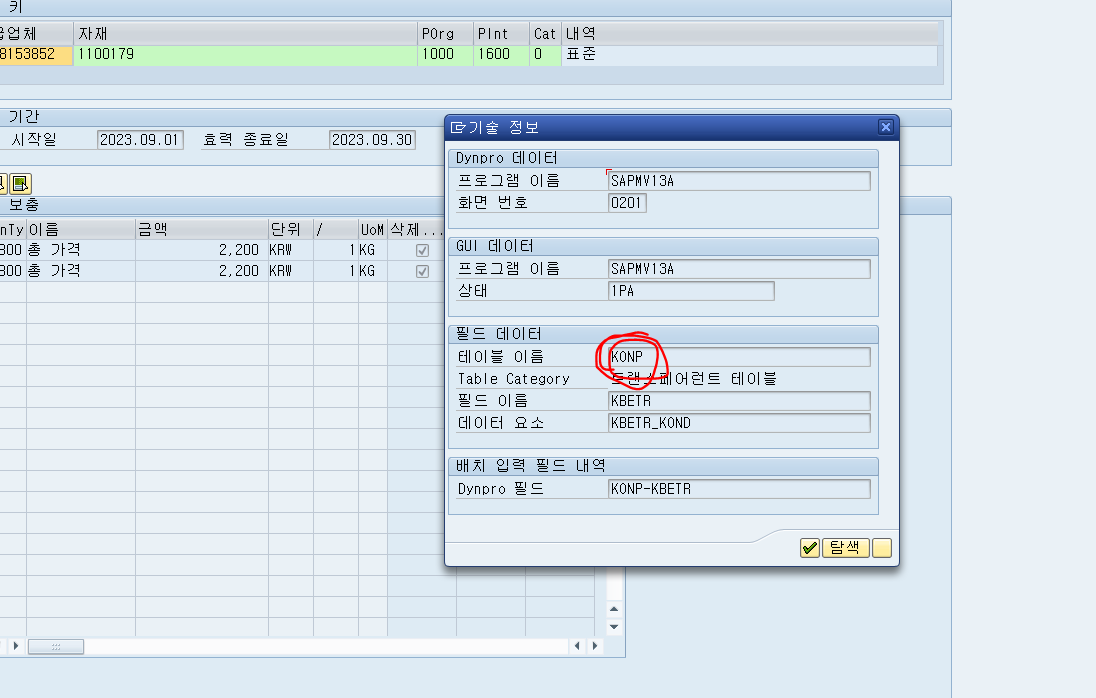 키
급업체 자재 POrg Plnt Cat 내역
8153852 1100179 1000 1600 0 표준
기간
시작일 2023.09.01 효력 종료일 2023.09.30
보충
nTy 이름 금액 단위 / UoM 삭제...
800 총 가격 2,200 KRW 1 KG
800 총 가격 2,200 KRW 1 KG
기술 정보
Dynpro 데이터
프로그램 이름 SAPMV13A
화면 번호 0201
GUI 데이터
프로그램 이름 SAPMV13A
상태 1PA
필드 데이터
테이블 이름 KONP
Table Category 트랜스페어런트 테이블
필드 이름 KBETR
데이터 요소 KBETR_KOND
배치 입력 필드 내역
Dynpro 필드 KONP-KBETR
탐색